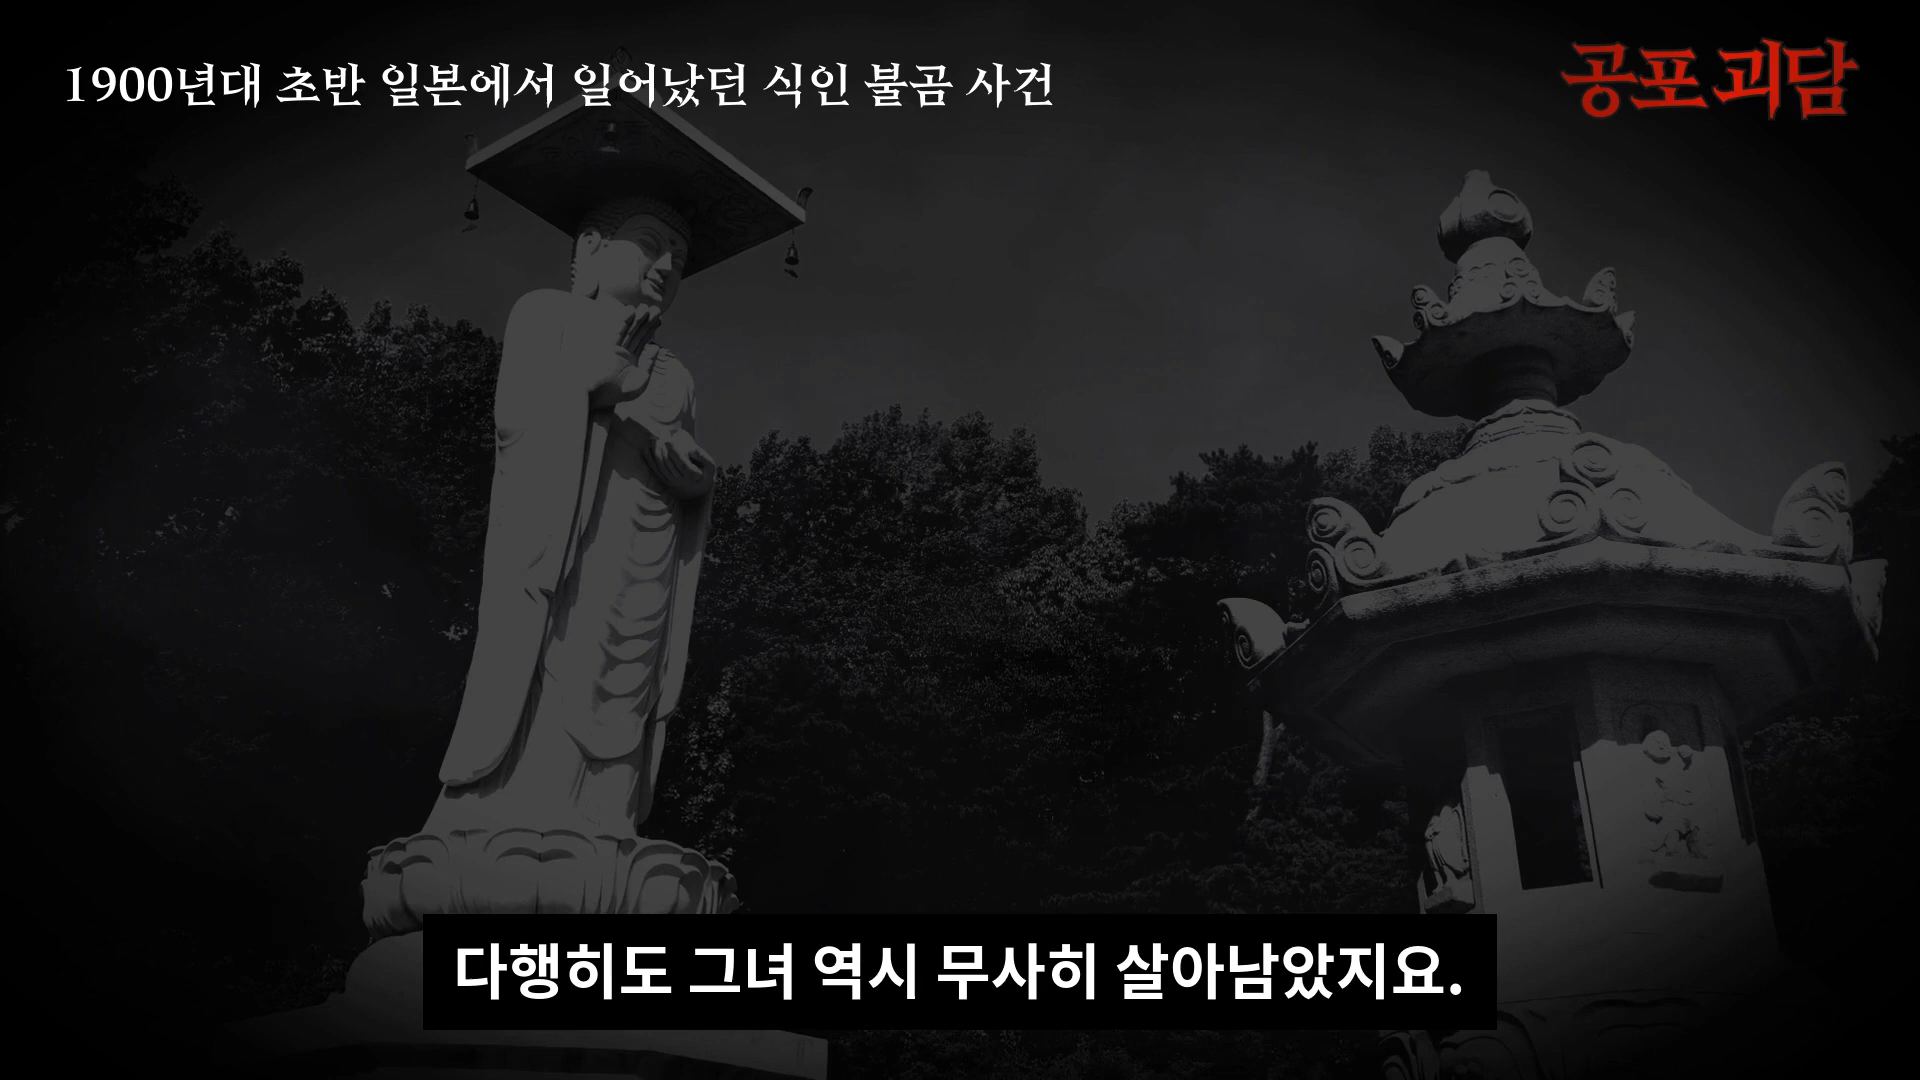 1900년대 초반 일본에서 일어났던 식인 불곰 사건
공포 괴담
다행히도 그녀 역시 무사히 살아남았지요.